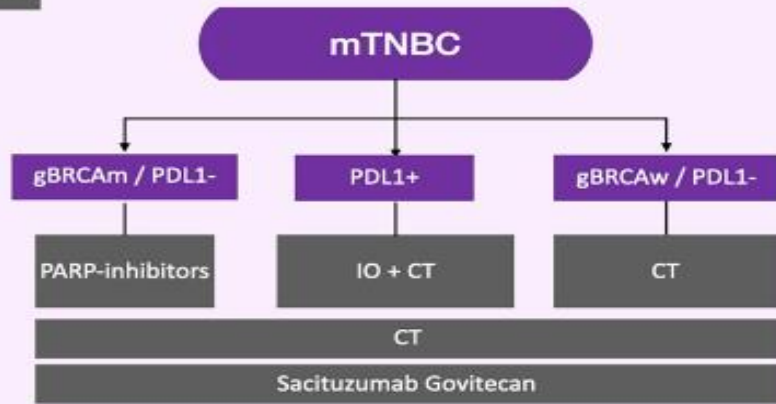 mTNBC
gBRCAm / PDL1-
PDL1+
gBRCAw / PDL1-
PARP-inhibitors
IO + CT
CT
CT
Sacituzumab Govitecan